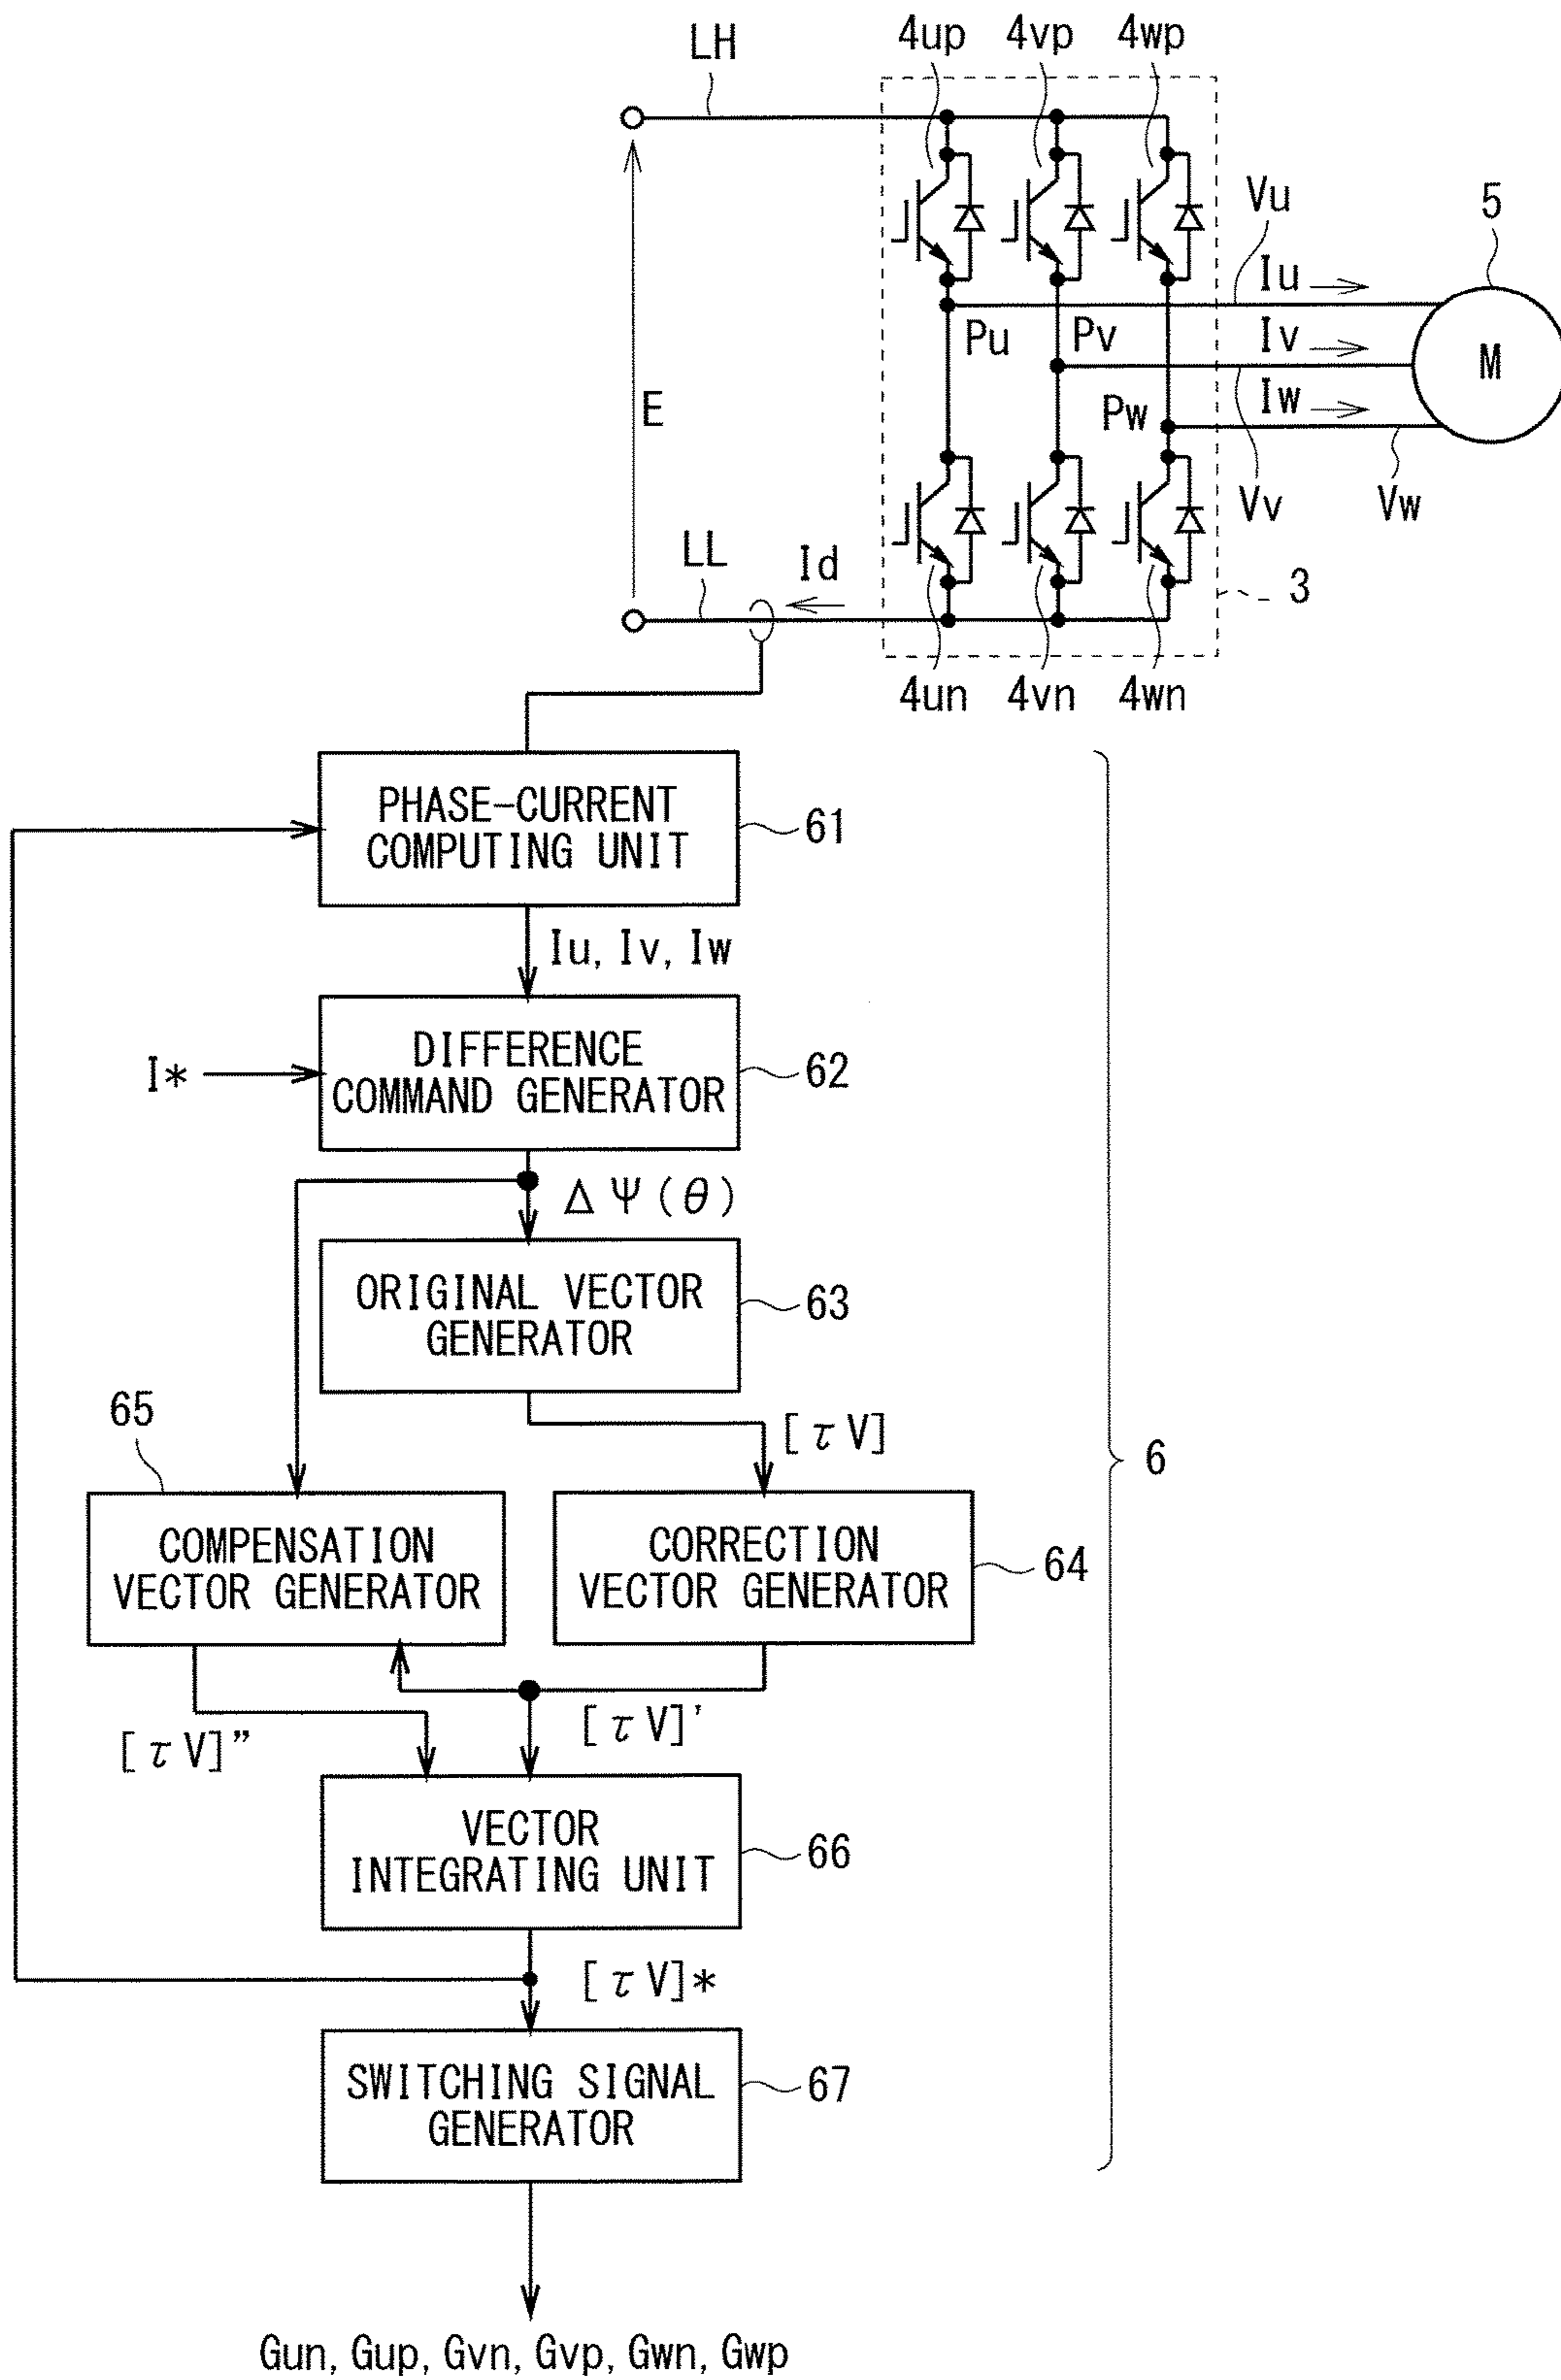 4up 4vp 4wp
LH
Vu
5
Iu
Pu Pv
Iv
M
Iw
E
Pw
Vv Vw
LL
Id
3
4un 4vn 4wn
PHASE-CURRENT
COMPUTING UNIT
61
Iu, Iv, Iw
DIFFERENCE
COMMAND GENERATOR
62
I*
ΔΨ(θ)
ORIGINAL VECTOR
GENERATOR
63
[τV]
65
6
COMPENSATION
VECTOR GENERATOR
CORRECTION
VECTOR GENERATOR
64
[τV]"
[τV]'
VECTOR
INTEGRATING UNIT
66
[τV]*
SWITCHING SIGNAL
GENERATOR
67
Gun, Gup, Gvn, Gvp, Gwn, Gwp